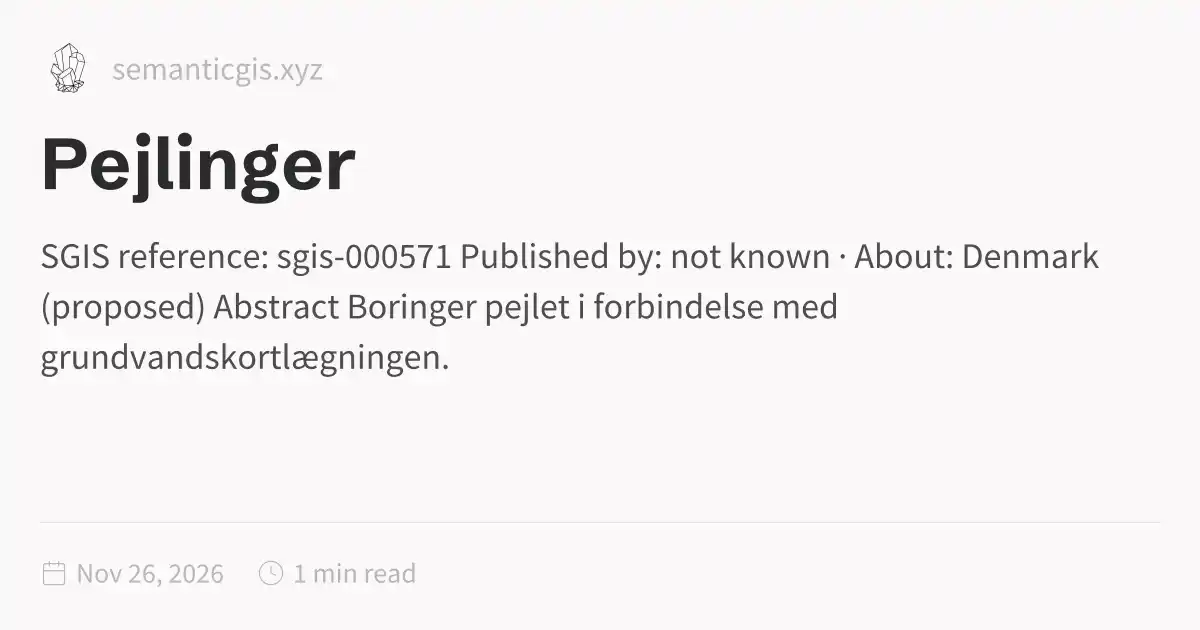 semanticgis.xyz
Pejlinger
SGIS reference: sgis-000571 Published by: not known · About: Denmark
(proposed) Abstract Boringer pejlet i forbindelse med
grundvandskortlægningen.
Nov 26, 2026 1 min read